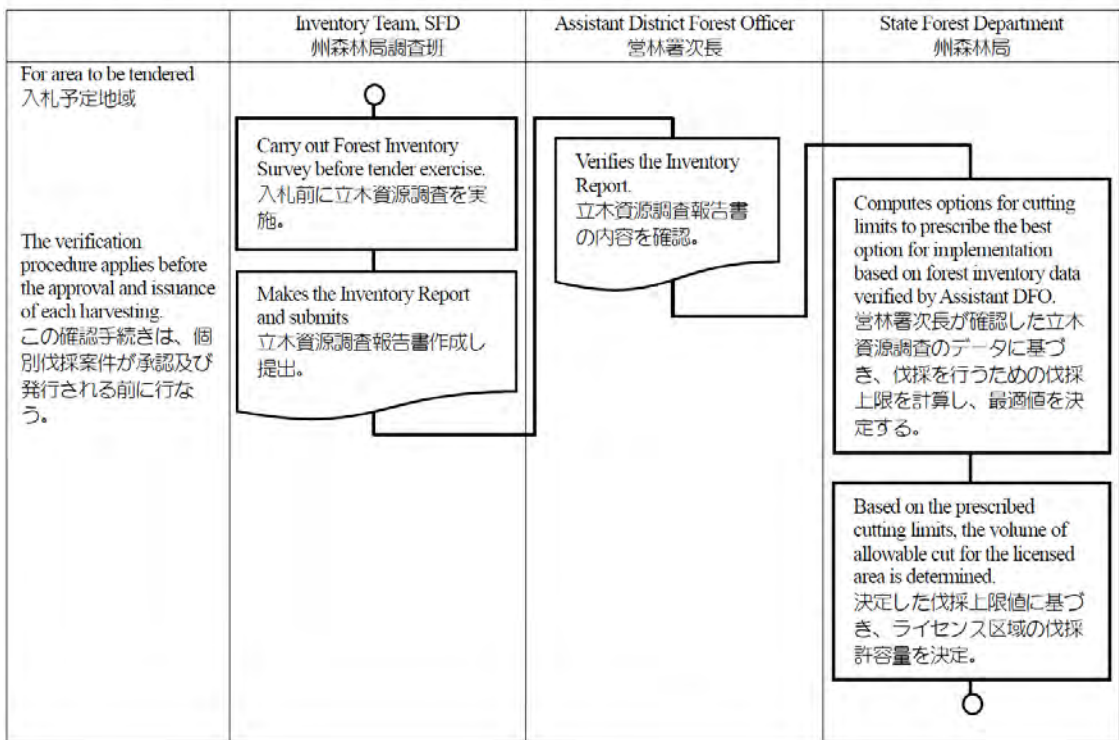 Inventory Team, SFD
州森林局調査班
Assistant District Forest Officer
営林署次長
State Forest Department
州森林局
For area to be tendered
入札予定地域
The verification
procedure applies before
the approval and issuance
of each harvesting.
この確認手続きは、個
別伐採案件が承認及び
発行される前に行な
う。
Carry out Forest Inventory
Survey before tender exercise.
入札前に立木資源調査を実
施。
Makes the Inventory Report
and submits
立木資源調査報告書作成し
提出。
Verifies the Inventory
Report.
立木資源調査報告書
の内容を確認。
Computes options for cutting
limits to prescribe the best
option for implementation
based on forest inventory data
verified by Assistant DFO.
営林署次長が確認した立木
資源調査のデータに基づ
き、伐採を行うための伐採
上限を計算し、最適値を決
定する。
Based on the prescribed
cutting limits, the volume of
allowable cut for the licensed
area is determined.
決定した伐採上限値に基づ
き、ライセンス区域の伐採
許容量を決定。